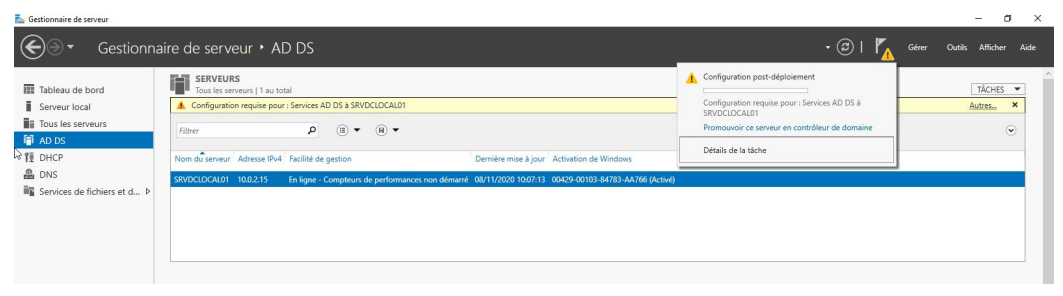 Gestionnaire de serveur
Gestionnaire de serveur • AD DS
Gérer Outils Afficher Aide
Tableau de bord
Serveur local
Tous les serveurs
AD DS
DHCP
DNS
Services de fichiers et d...
SERVEURS
Tous les serveurs | 1 au total
TÂCHES
Configuration requise pour : Services AD DS à SRVDCLOCAL01
Autres...
Filtrer
Nom du serveur Adresse IPv4 Facilité de gestion Dernière mise à jour Activation de Windows
SRVDCLOCAL01 10.0.2.15 En ligne - Compteurs de performances non démarré 08/11/2020 10:07:13 00429-00103-84783-AA766 (Activé)
Configuration post-déploiement
Configuration requise pour : Services AD DS à
SRVDCLOCAL01
Promouvoir ce serveur en contrôleur de domaine
Détails de la tâche